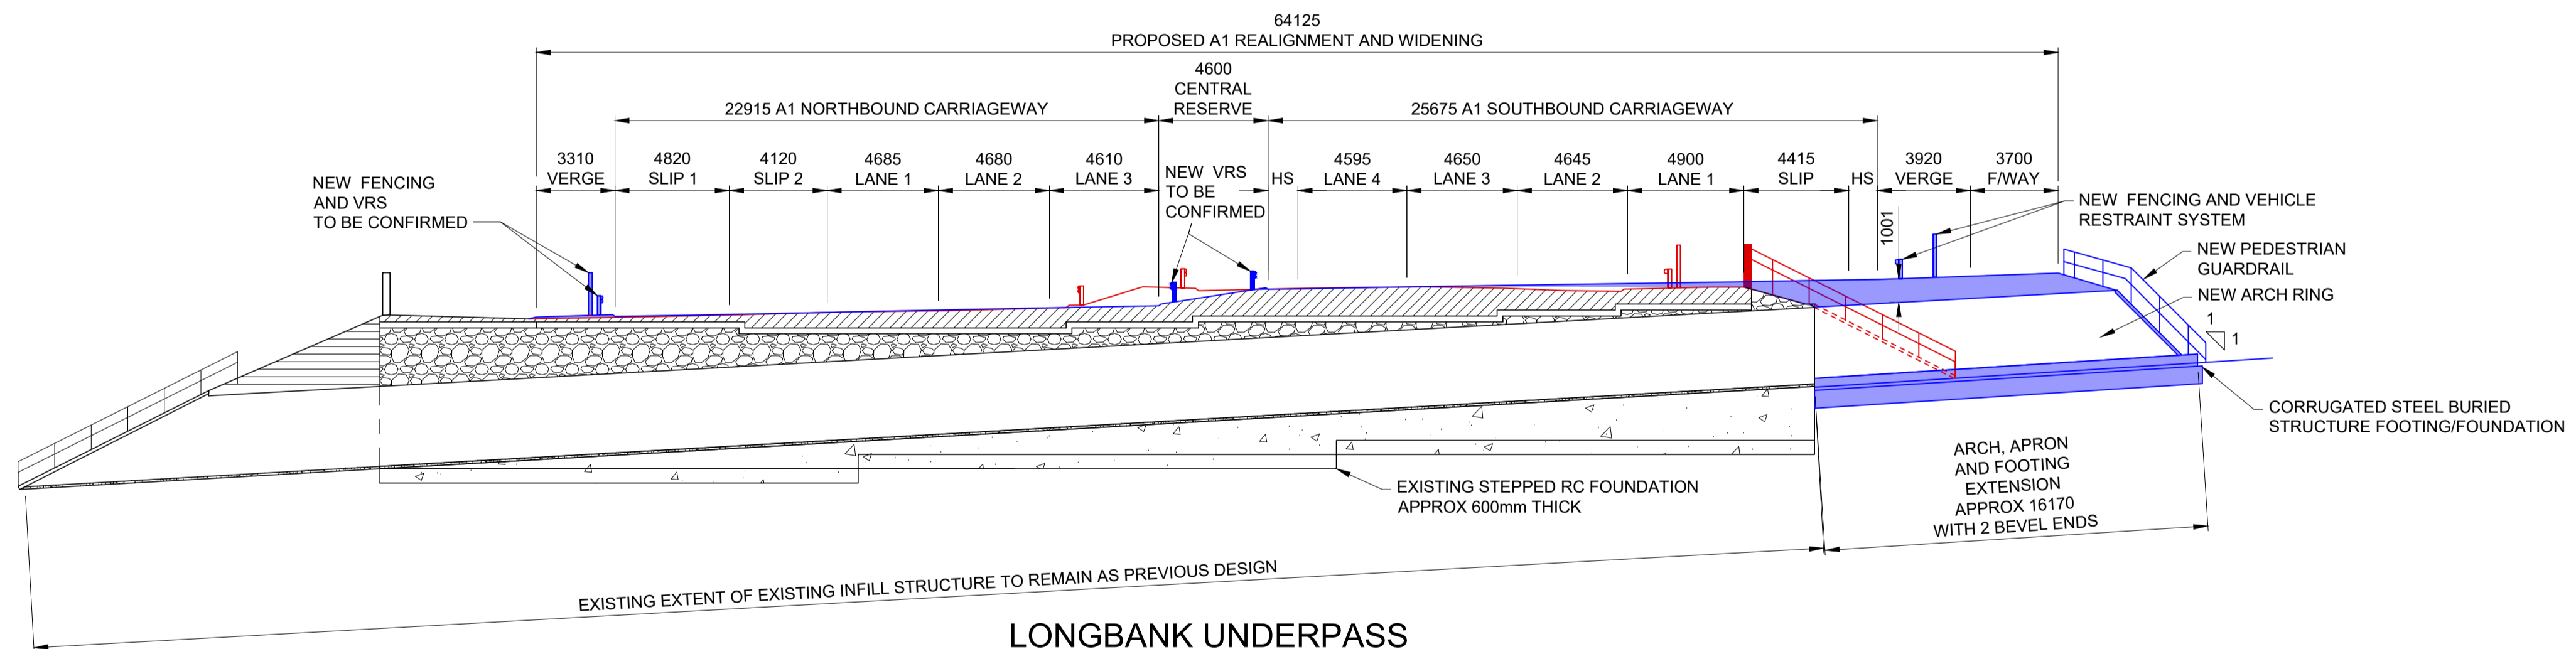 64125
PROPOSED A1 REALIGNMENT AND WIDENING
4600
CENTRAL
RESERVE
22915 A1 NORTHBOUND CARRIAGEWAY
25675 A1 SOUTHBOUND CARRIAGEWAY
NEW  FENCING
AND VRS
TO BE CONFIRMED
3310
VERGE
4820
SLIP 1
4120
SLIP 2
4685
LANE 1
4680
LANE 2
4610
LANE 3
NEW  VRS
TO BE
CONFIRMED
HS
4595
LANE 4
4650
LANE 3
4645
LANE 2
4900
LANE 1
4415
SLIP
HS
3920
VERGE
3700
F/WAY
1001
NEW  FENCING AND VEHICLE
RESTRAINT SYSTEM
NEW PEDESTRIAN
GUARDRAIL
NEW ARCH RING
1
1
CORRUGATED STEEL BURIED
STRUCTURE FOOTING/FOUNDATION
ARCH, APRON
AND FOOTING
EXTENSION
APPROX 16170
WITH 2 BEVEL ENDS
EXISTING STEPPED RC FOUNDATION
APPROX 600mm THICK
EXISTING EXTENT OF EXISTING INFILL STRUCTURE TO REMAIN AS PREVIOUS DESIGN
LONGBANK UNDERPASS